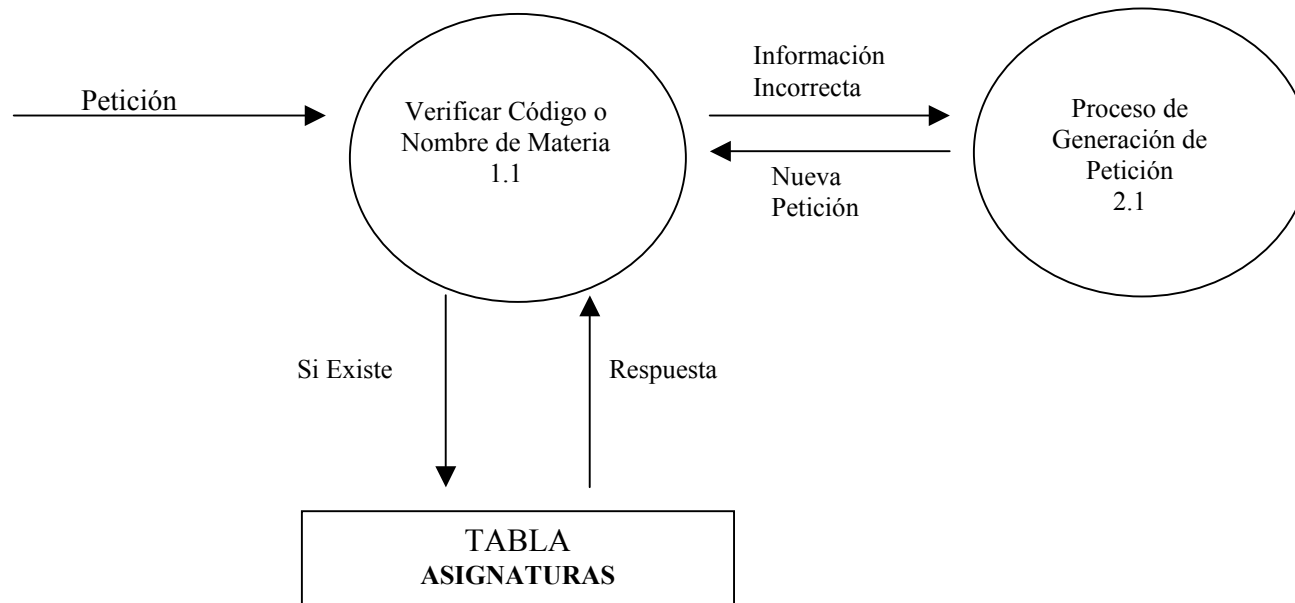 Petición
Verificar Código o
Nombre de Materia
1.1
Información
Incorrecta
Nueva
Petición
Proceso de
Generación de
Petición
2.1
Si Existe
Respuesta
TABLA
ASIGNATURAS